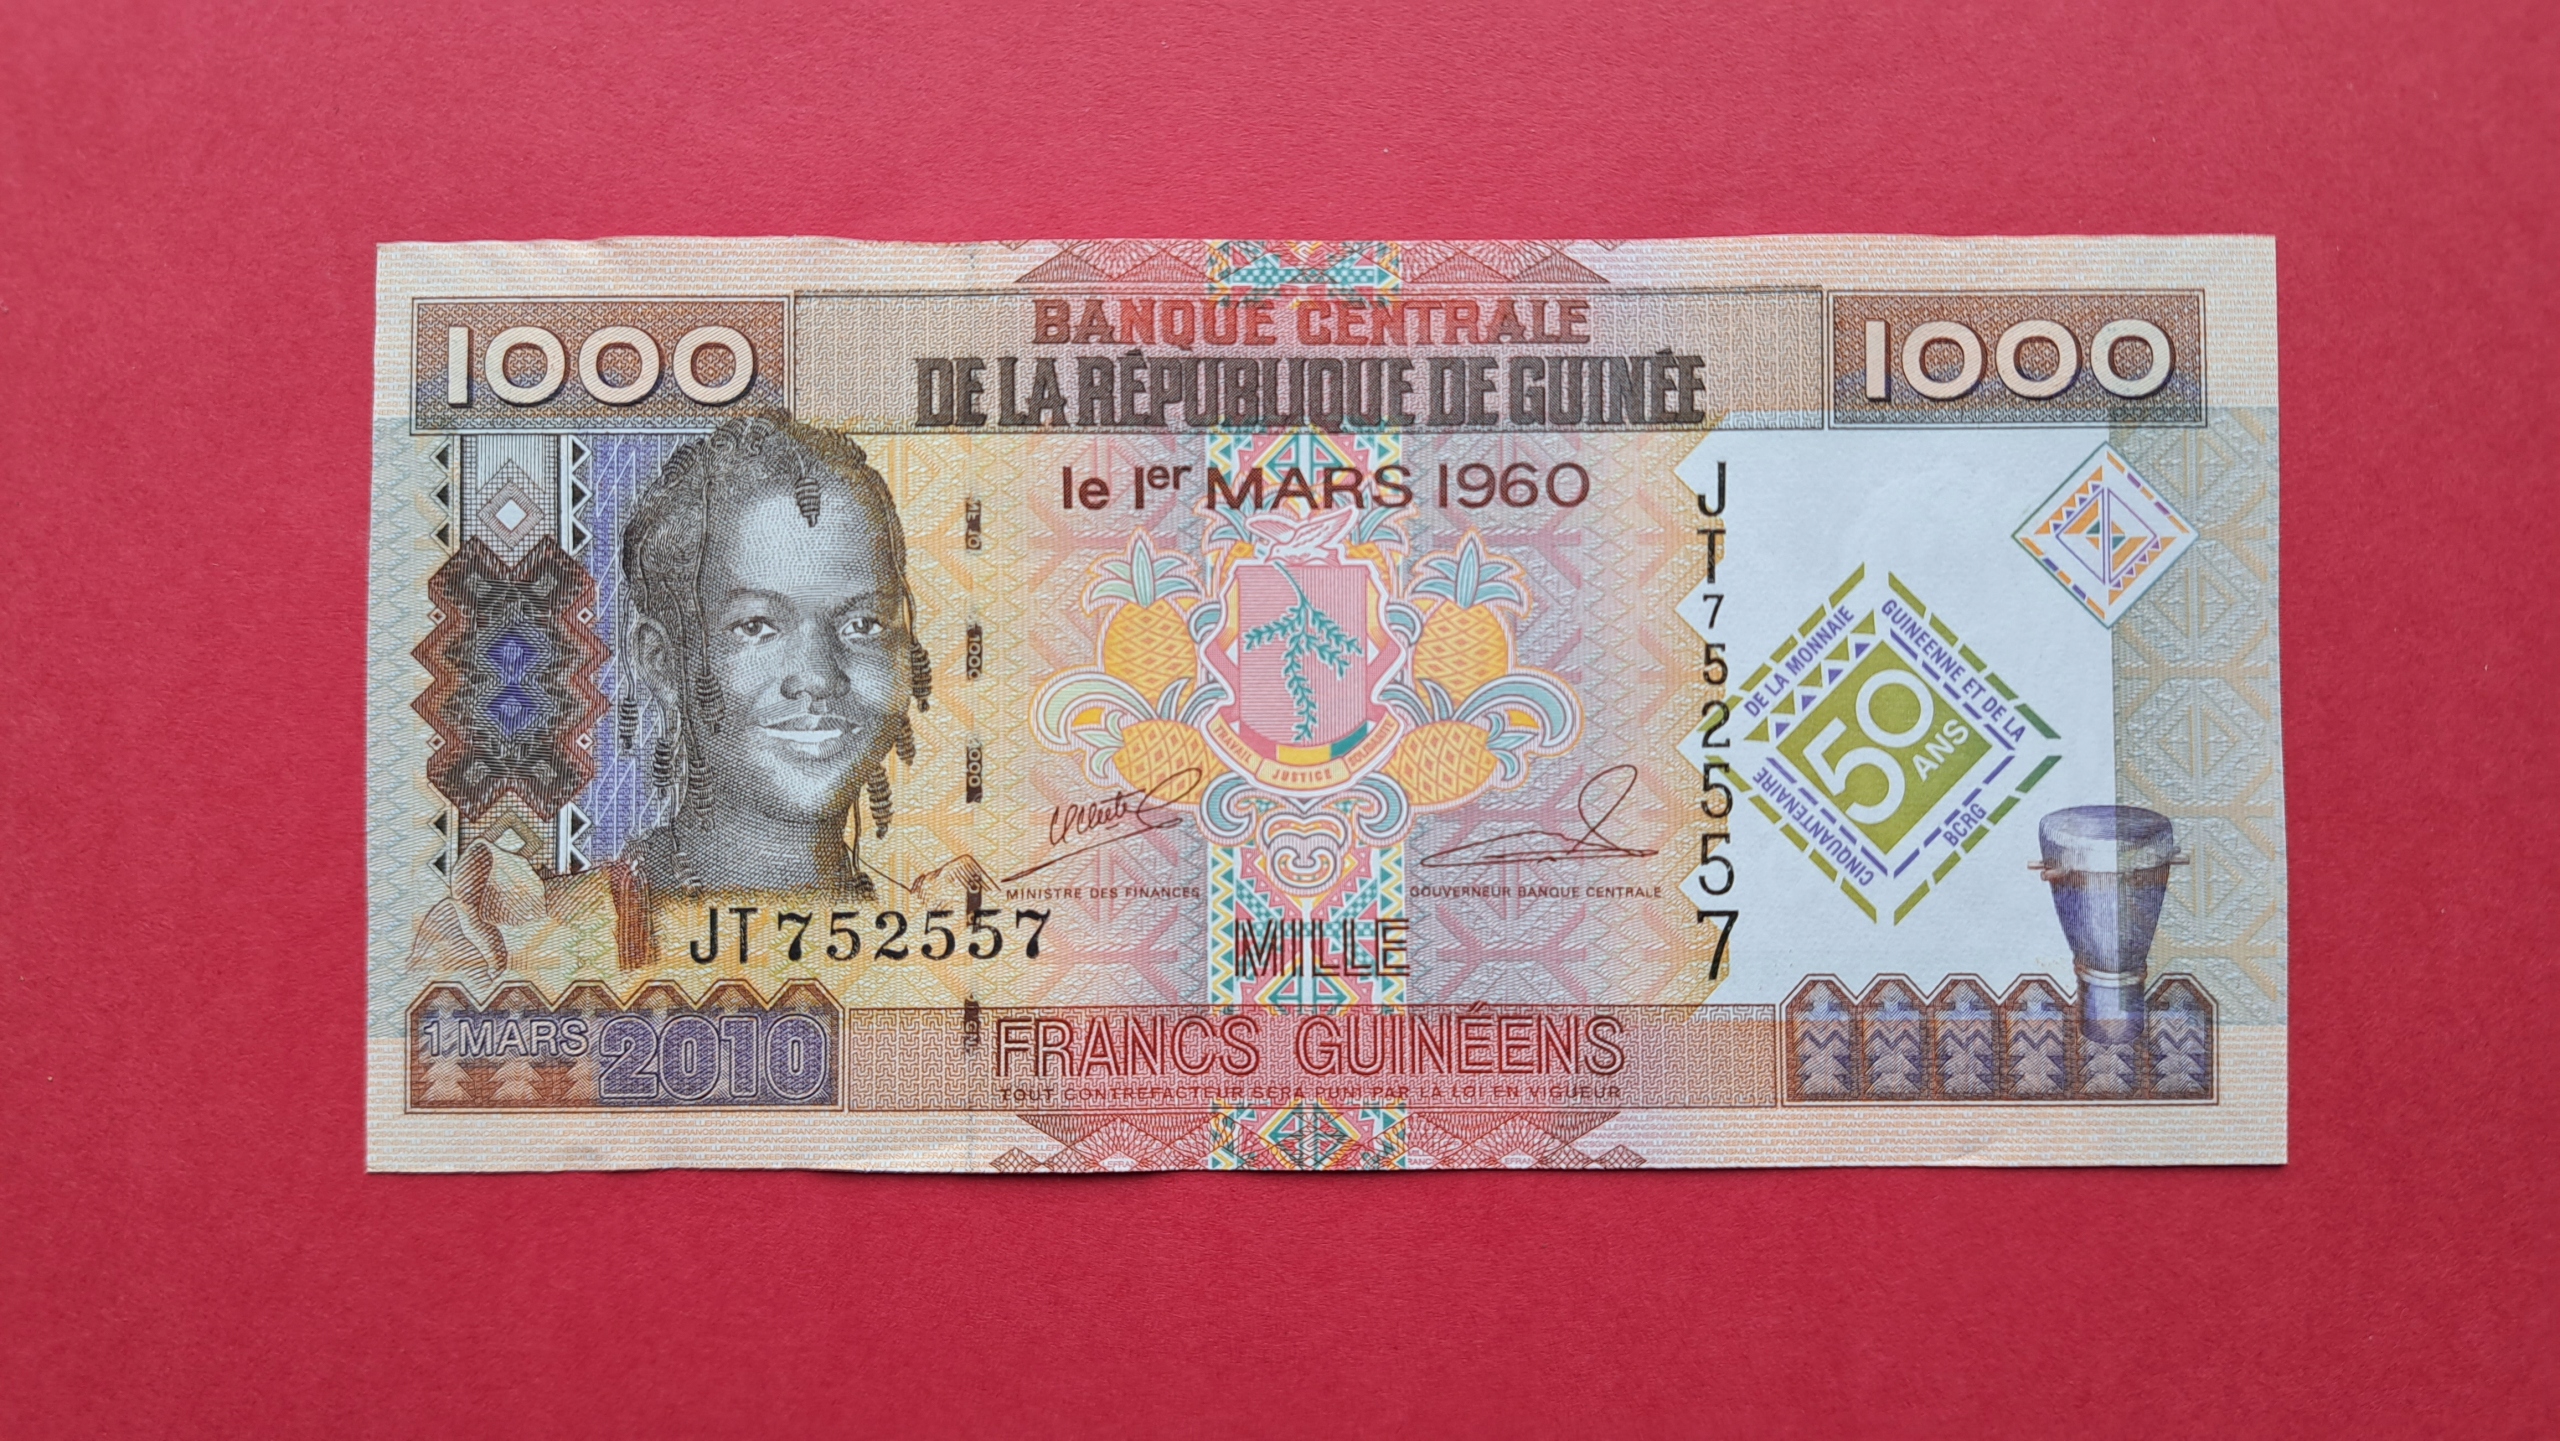 1000
BANQUE CENTRALE
1000
DE LA RÉPUBLIQUE DE GUINÉE
le 1er MARS 1960
JT752557
DE LA MONNAIE
GUINEENNE ET DE LA
50
ANS
CINQUANTENAIRE
BCRG
TRAVAIL JUSTICE SOLIDARITE
MINISTRE DES FINANCES
GOUVERNEUR BANQUE CENTRALE
JT752557
MILLE
1 MARS 2010
FRANCS GUINÉENS
TOUT CONTREFACTEUR SERA PUNI PAR LA LOI EN VIGUEUR